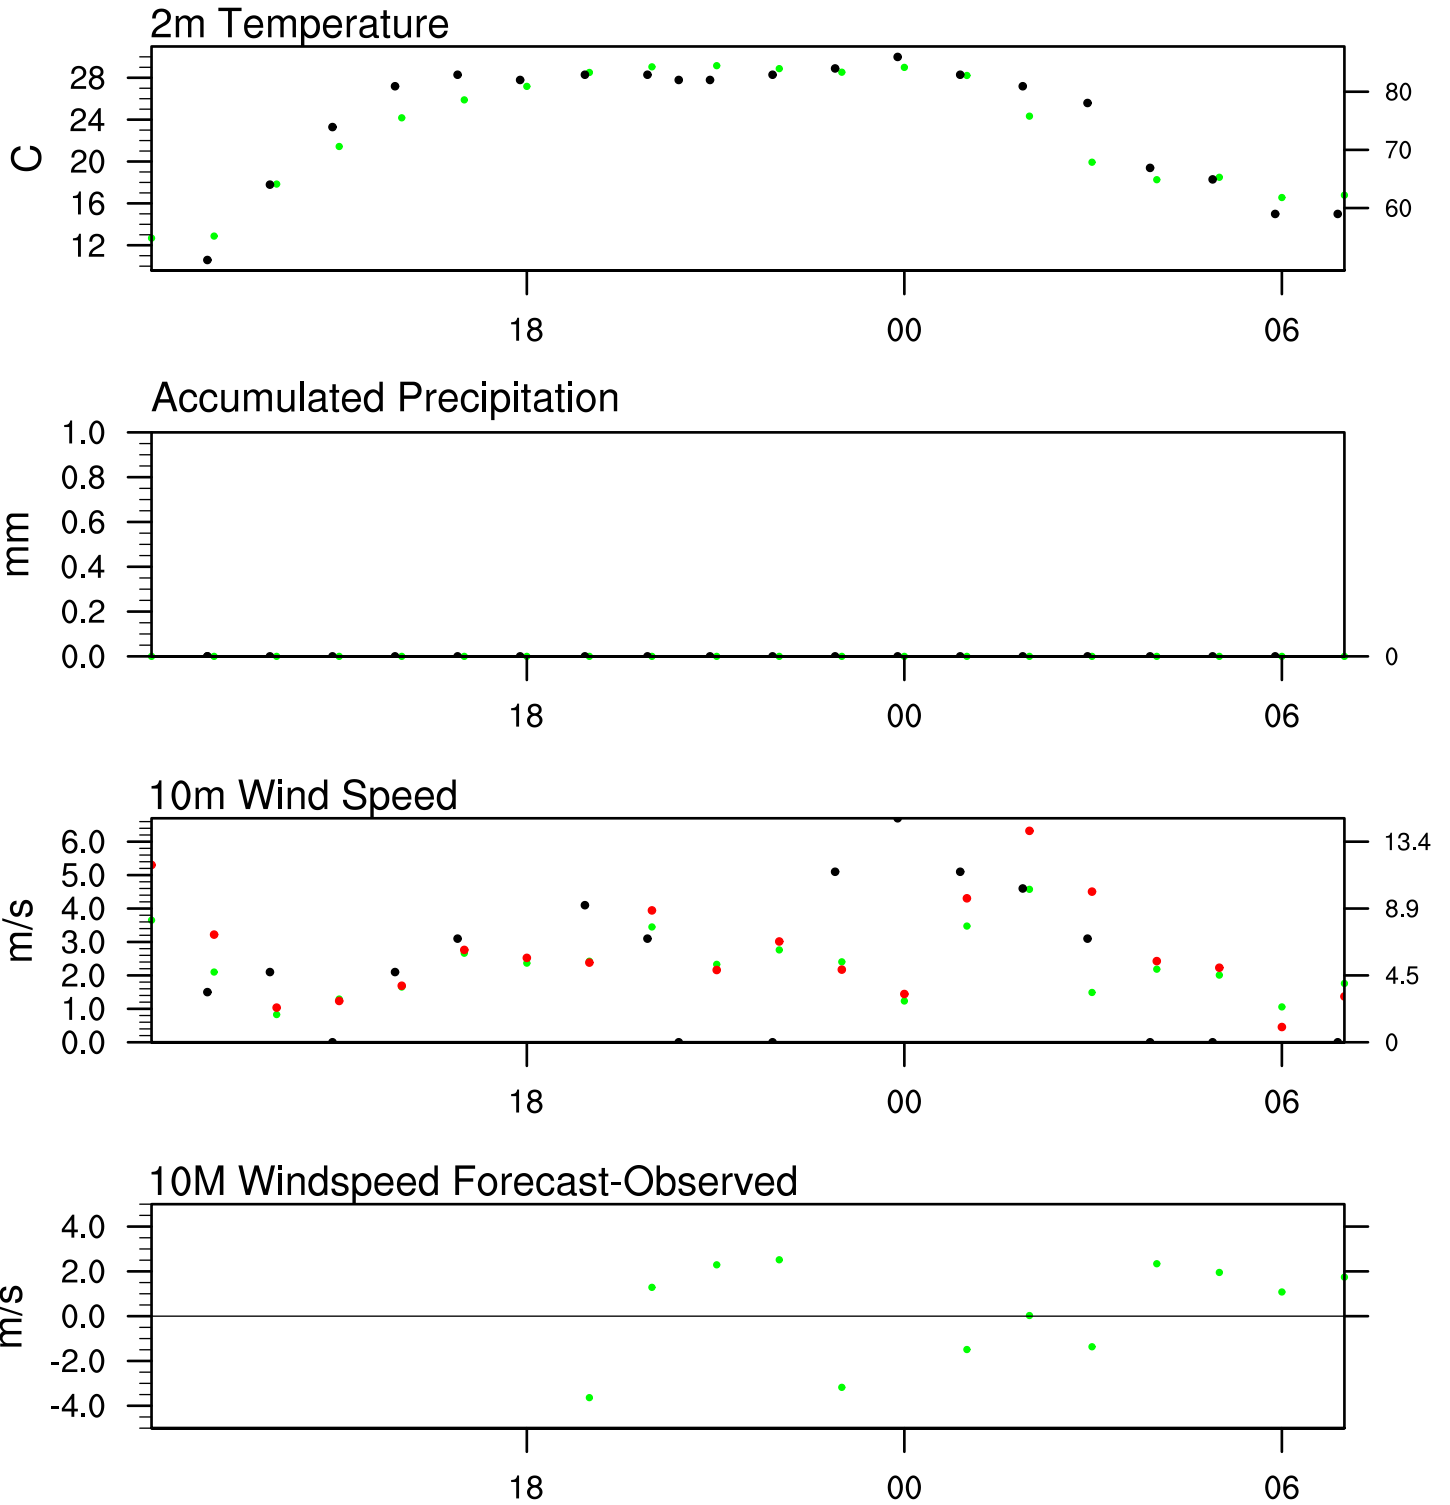 2m Temperature
28
24
20
16
12
C
80
70
60
18 00 06
Accumulated Precipitation
1.0
0.8
0.6
0.4
0.2
0.0
mm
0
18 00 06
10m Wind Speed
6.0
5.0
4.0
3.0
2.0
1.0
0.0
m/s
13.4
8.9
4.5
0
18 00 06
10M Windspeed Forecast-Observed
4.0
2.0
0.0
-2.0
-4.0
m/s
18 00 06